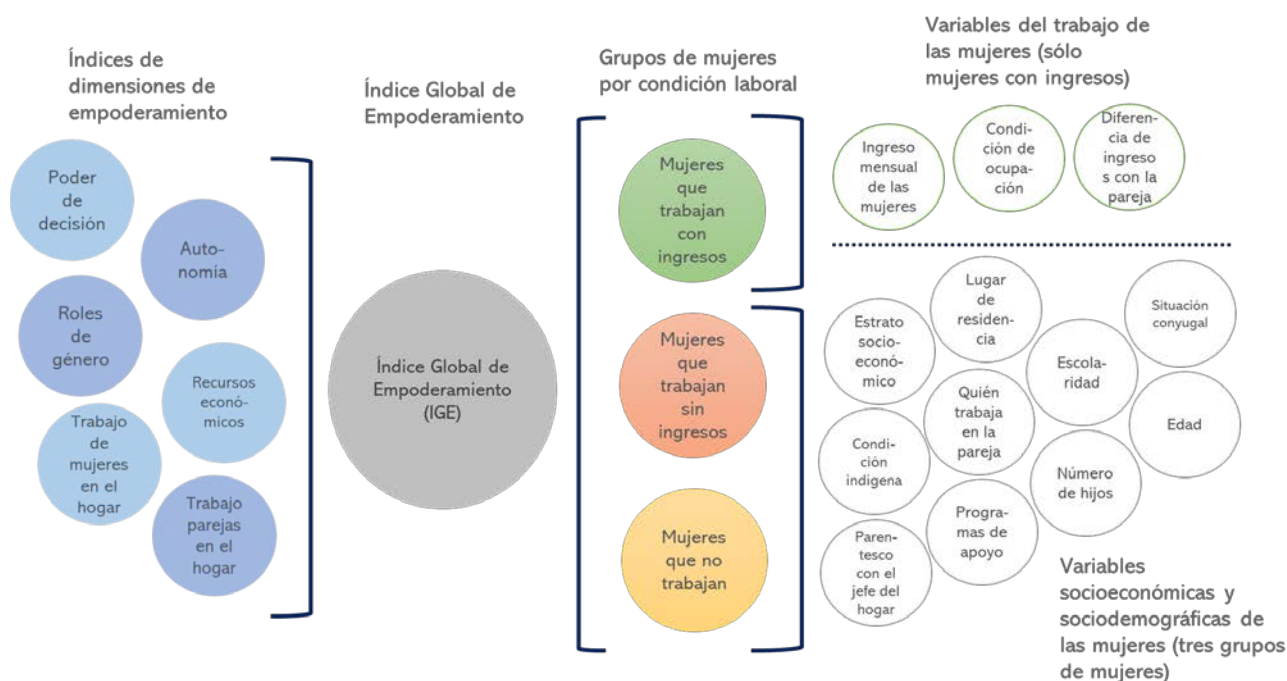 Índices de
dimensiones de
empoderamiento
Poder
de
decisión
Auto-
nomía
Roles
de
género
Recursos
econó-
micos
Trabajo
de
mujeres
en el
hogar
Trabajo
parejas
en el
hogar
Índice Global de
Empoderamiento
Índice Global de
Empoderamiento
(IGE)
Grupos de mujeres
por condición laboral
Mujeres
que
trabajan
con
ingresos
Mujeres
que
trabajan
sin
ingresos
Mujeres
que no
trabajan
Variables del trabajo de
las mujeres (sólo
mujeres con ingresos)
Ingreso
mensual
de las
mujeres
Condi-
ción de
ocupa-
ción
Diferen-
cia de
ingreso
s con la
pareja
Estrato
socio-
econó-
mico
Lugar
de
residen-
cia
Situación
conyugal
Escola-
ridad
Quién
trabaja
en la
pareja
Edad
Condi-
ción
indigena
Número
de hijos
Progra-
mas de
apoyo
Paren-
tesco
con el
jefe del
hogar
Variables
socioeconómicas y
sociodemográficas de
las mujeres (tres grupos
de mujeres)